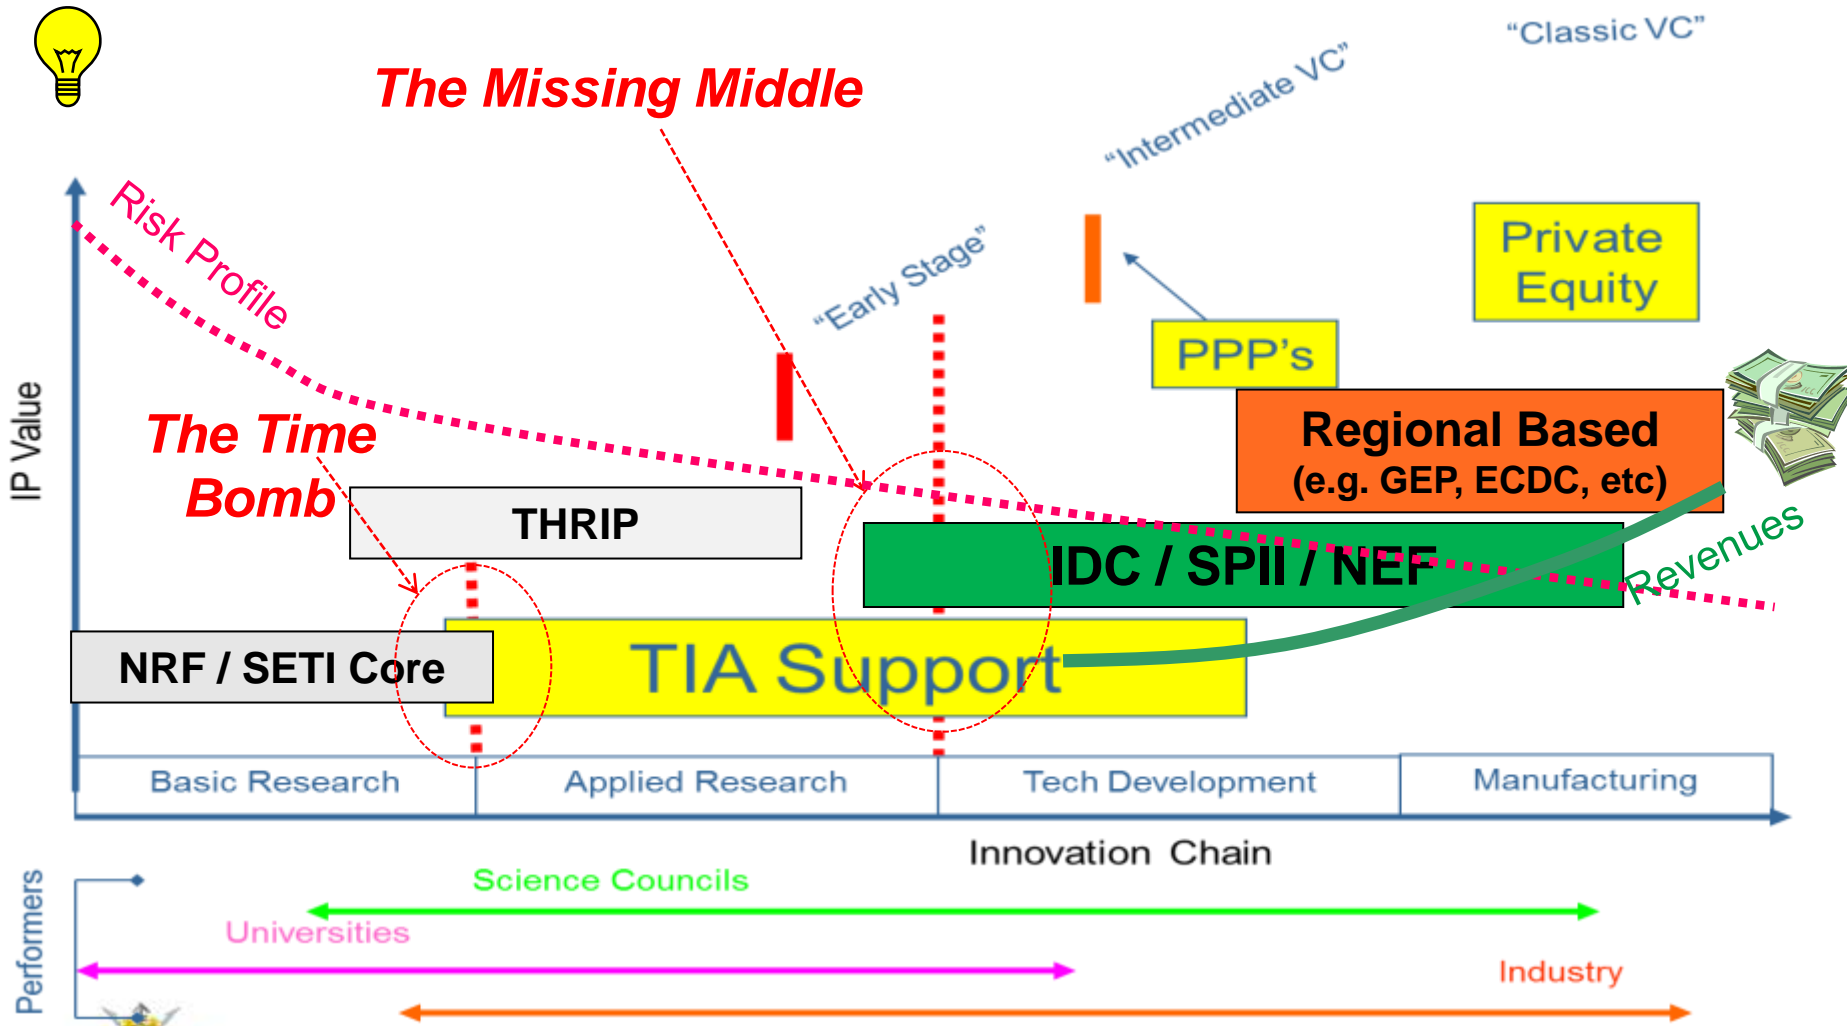 "Classic VC"
"Intermediate VC"
The Missing Middle
"Early Stage"
Risk Profile
Private
Equity
PPP's
IP Value
The Time
Bomb
Regional Based
(e.g. GEP, ECDC, etc)
THRIP
IDC / SPII / NEF
Revenues
NRF / SETI Core
TIA Support
Basic Research
Applied Research
Tech Development
Manufacturing
Innovation Chain
Performers
Science Councils
Universities
Industry